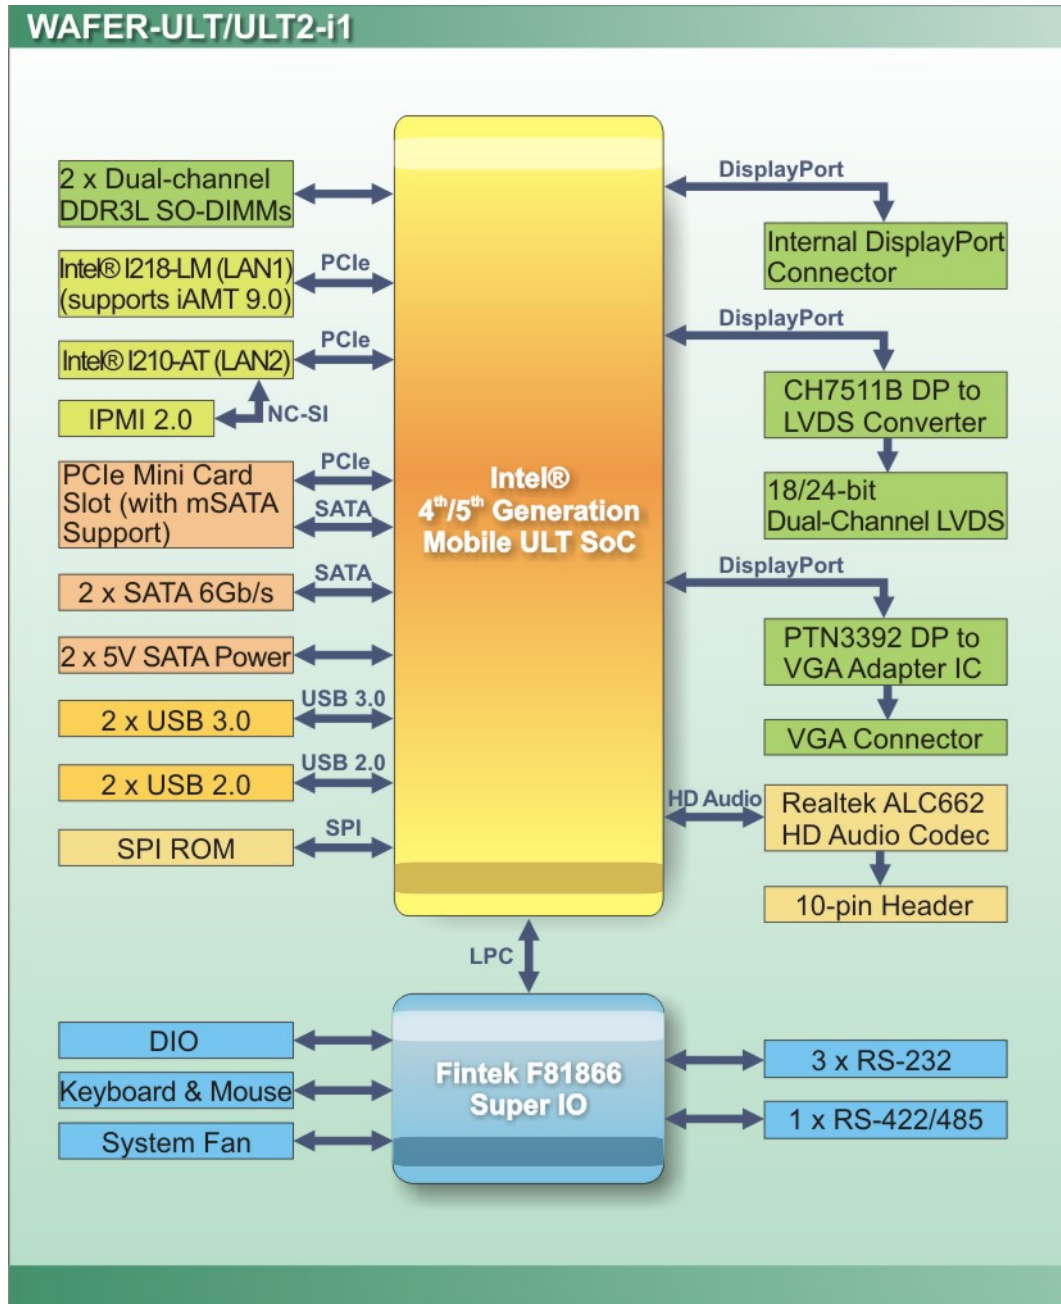 WAFER-ULT/ULT2-i1
2 x Dual-channel
DDR3L SO-DIMMs
Intel® I218-LM (LAN1)
(supports iAMT 9.0)
PCIe
Intel® I210-AT (LAN2)
PCIe
IPMI 2.0
NC-SI
PCIe Mini Card
Slot (with mSATA
Support)
PCIe
SATA
2 x SATA 6Gb/s
SATA
2 x 5V SATA Power
2 x USB 3.0
USB 3.0
2 x USB 2.0
USB 2.0
SPI ROM
SPI
Intel®
4th/5th Generation
Mobile ULT SoC
DisplayPort
Internal DisplayPort
Connector
DisplayPort
CH7511B DP to
LVDS Converter
18/24-bit
Dual-Channel LVDS
DisplayPort
PTN3392 DP to
VGA Adapter IC
VGA Connector
HD Audio
Realtek ALC662
HD Audio Codec
10-pin Header
LPC
DIO
Keyboard & Mouse
System Fan
Fintek F81866
Super IO
3 x RS-232
1 x RS-422/485